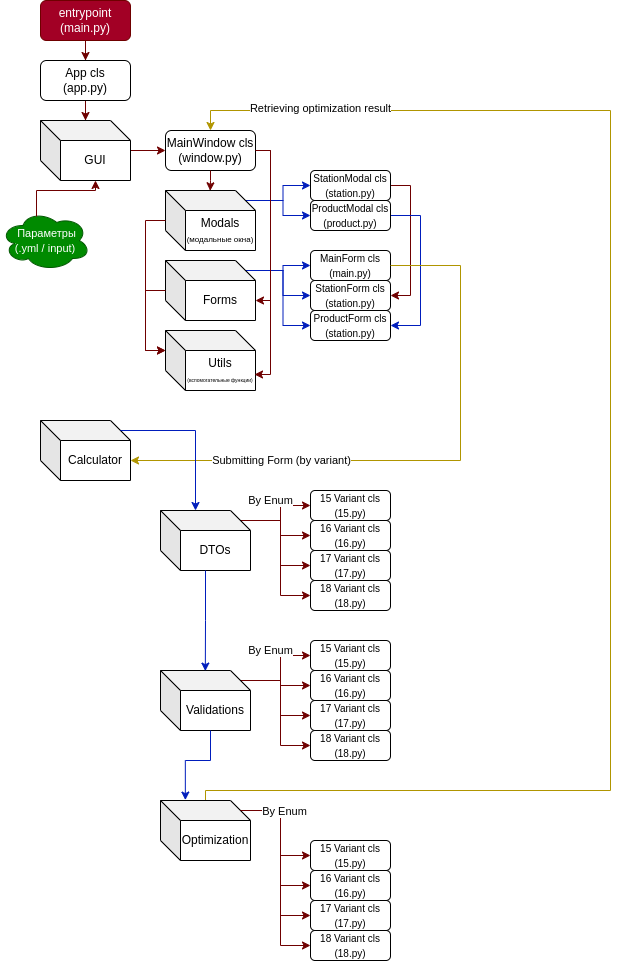 entrypoint
(main.py)
App cls
(app.py)
Retrieving optimization result
MainWindow cls
(window.py)
GUI
StationModal cls
(station.py)
ProductModal cls
(product.py)
Modals
(модальные окна)
Параметры
(.yml / input)
MainForm cls
(main.py)
StationForm cls
(station.py)
ProductForm cls
(station.py)
Forms
Utils
(вспомогательные функции)
Calculator
Submitting Form (by variant)
By Enum
15 Variant cls
(15.py)
16 Variant cls
(16.py)
17 Variant cls
(17.py)
18 Variant cls
(18.py)
DTOs
By Enum
15 Variant cls
(15.py)
16 Variant cls
(16.py)
17 Variant cls
(17.py)
18 Variant cls
(18.py)
Validations
By Enum
Optimization
15 Variant cls
(15.py)
16 Variant cls
(16.py)
17 Variant cls
(17.py)
18 Variant cls
(18.py)